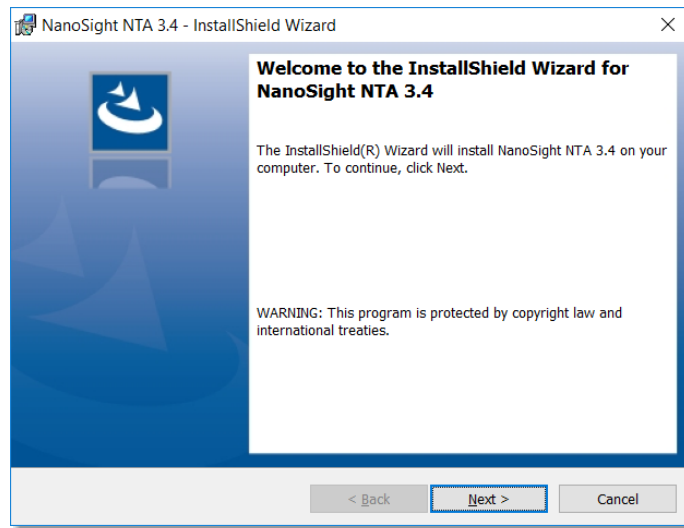 NanoSight NTA 3.4 - InstallShield Wizard
Welcome to the InstallShield Wizard for
NanoSight NTA 3.4
The InstallShield(R) Wizard will install NanoSight NTA 3.4 on your
computer. To continue, click Next.
WARNING: This program is protected by copyright law and
international treaties.
< Back
Next >
Cancel